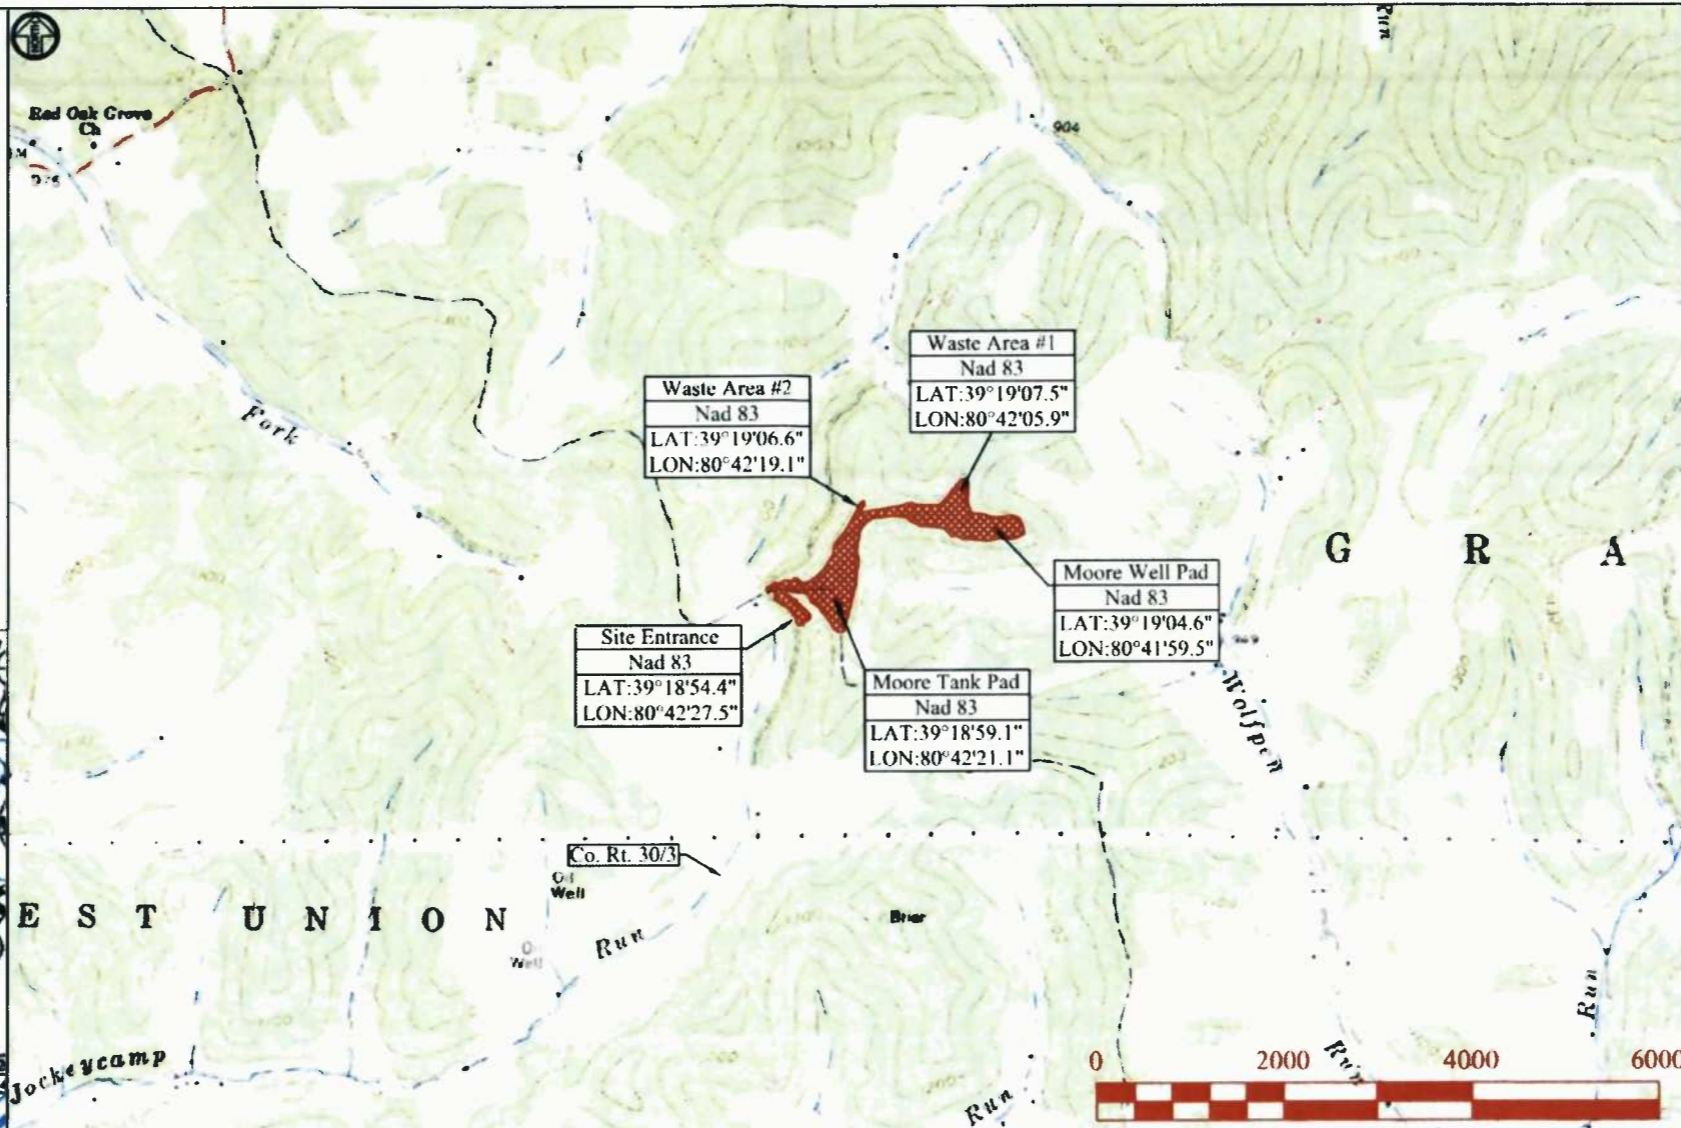 Run
Red Oak Grove
Ch
904
Waste Area #1
Nad 83
LAT:39°19'07.5"
LON:80°42'05.9"
Waste Area #2
Nad 83
LAT:39°19'06.6"
LON:80°42'19.1"
Fork
G R A
Moore Well Pad
Nad 83
LAT:39°19'04.6"
LON:80°41'59.5"
Site Entrance
Nad 83
LAT:39°18'54.4"
LON:80°42'27.5"
Moore Tank Pad
Nad 83
LAT:39°18'59.1"
LON:80°42'21.1"
Wolfpen
Co. Rt. 30/3
Oil
Well
EST UNION
Briar
Run
Well
Run
Jockeycamp
Run
Run
0 2000 4000 6000